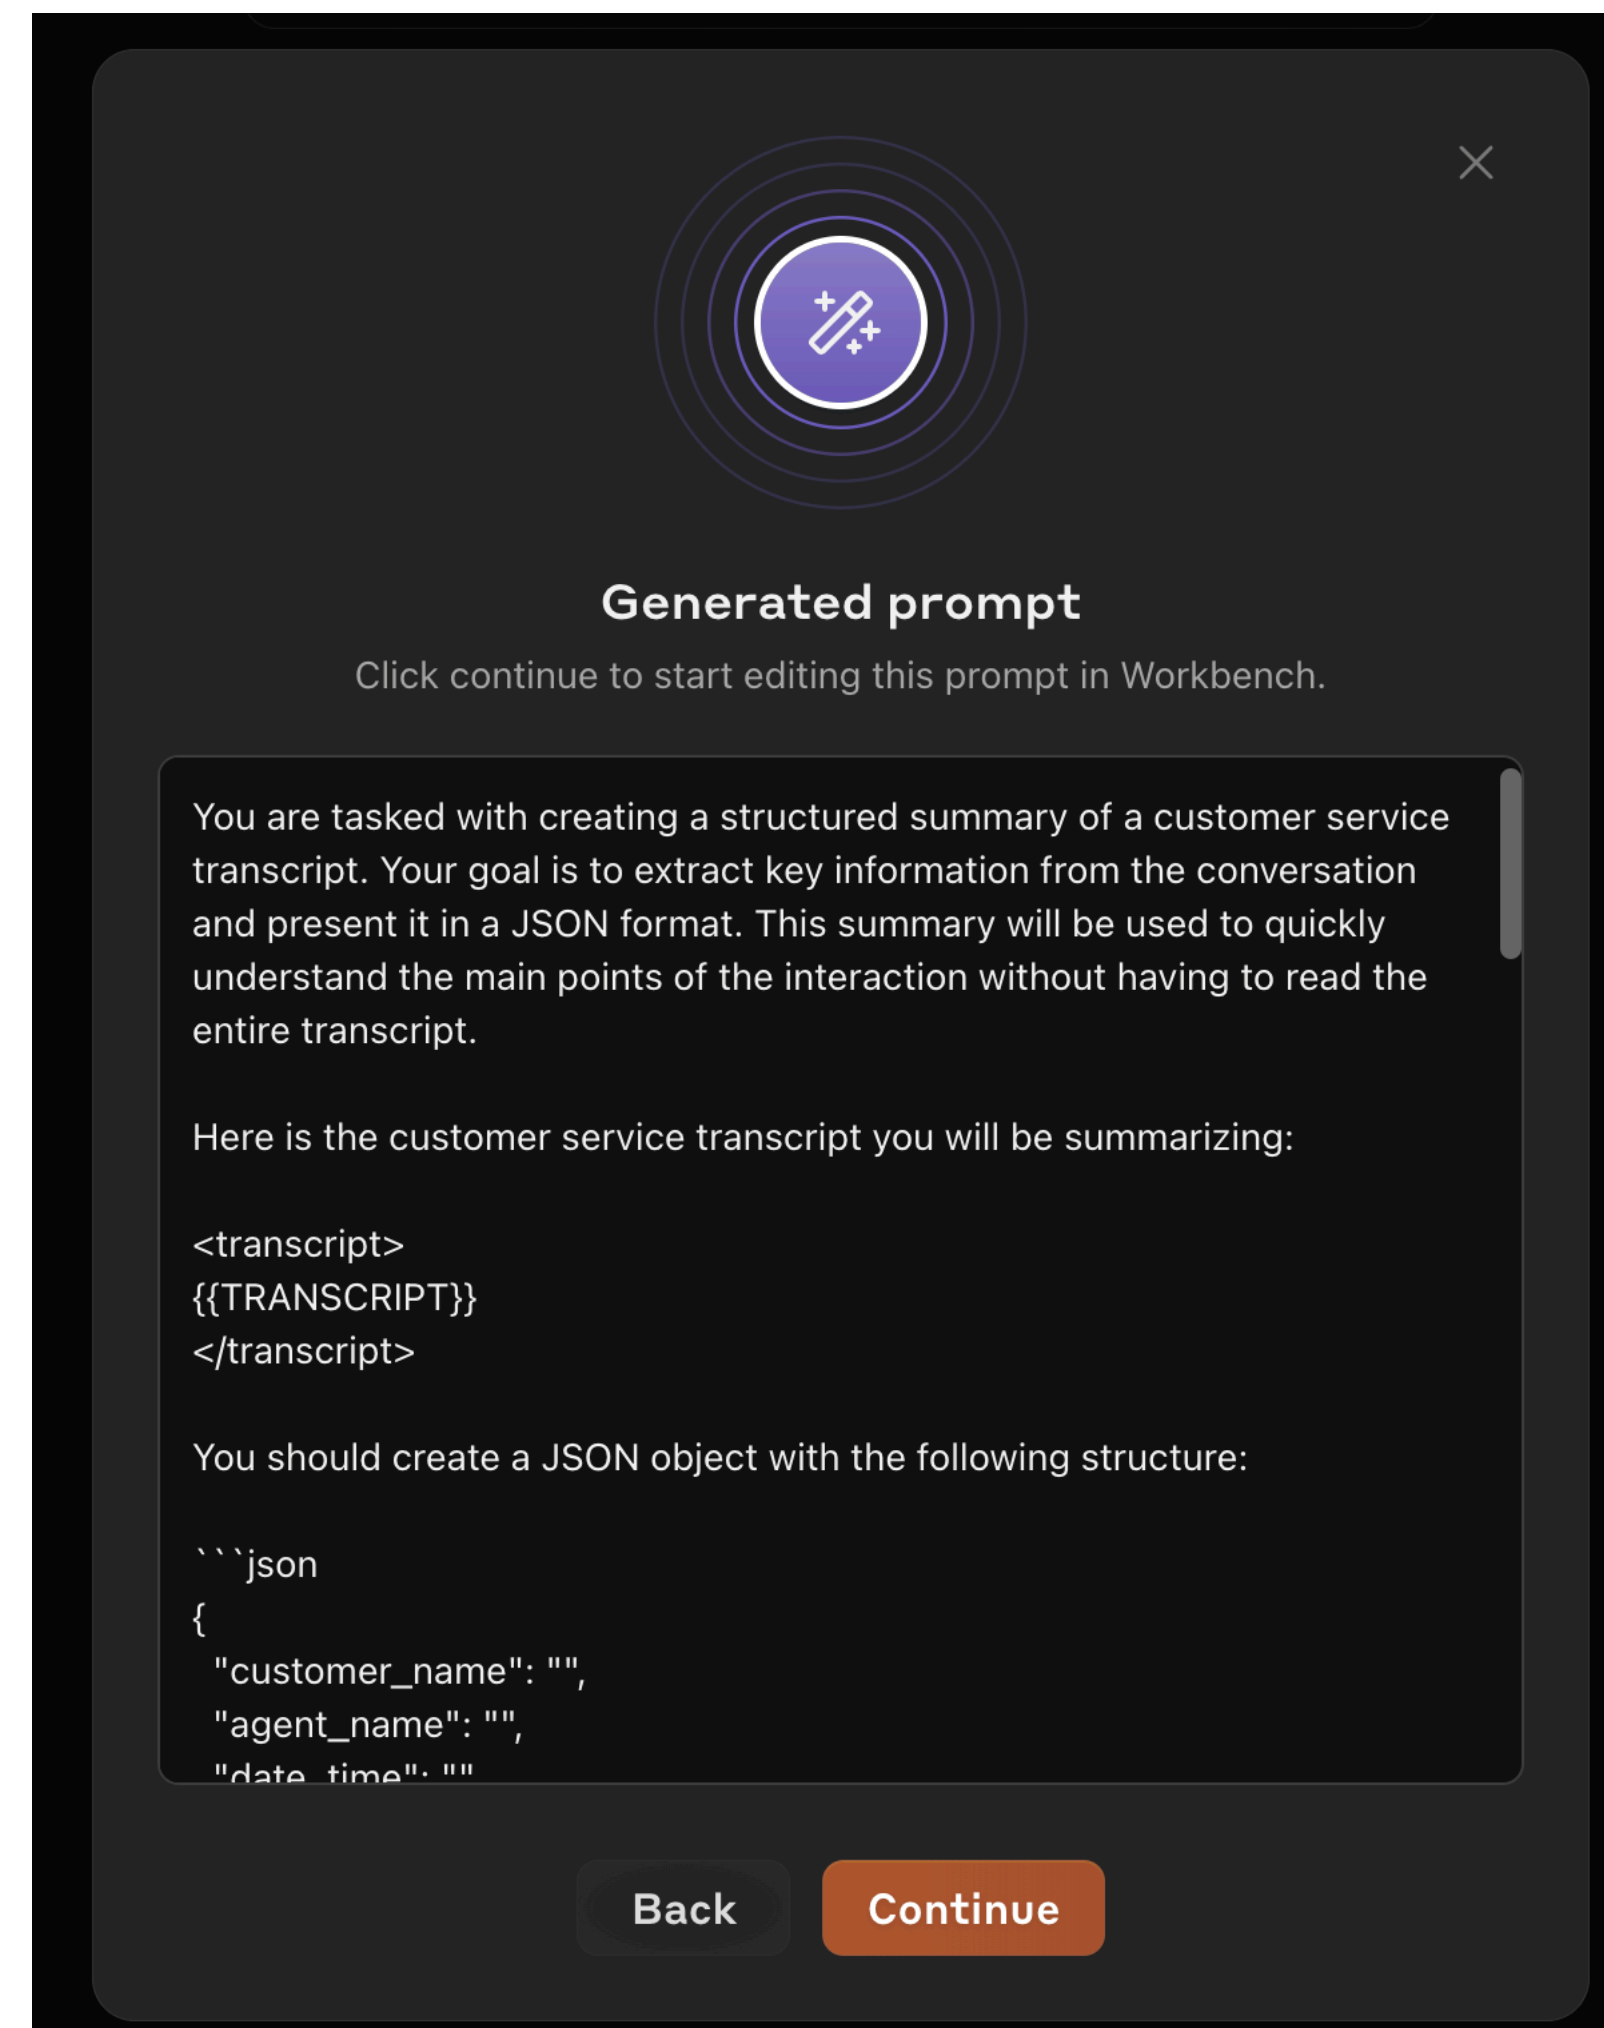 Generated prompt
Click continue to start editing this prompt in Workbench.
You are tasked with creating a structured summary of a customer service
transcript. Your goal is to extract key information from the conversation
and present it in a JSON format. This summary will be used to quickly
understand the main points of the interaction without having to read the
entire transcript.
Here is the customer service transcript you will be summarizing:
<transcript>
{{TRANSCRIPT}}
</transcript>
You should create a JSON object with the following structure:
```json
{
"customer_name": "",
"agent_name": "",
"date_time": ""
Back
Continue